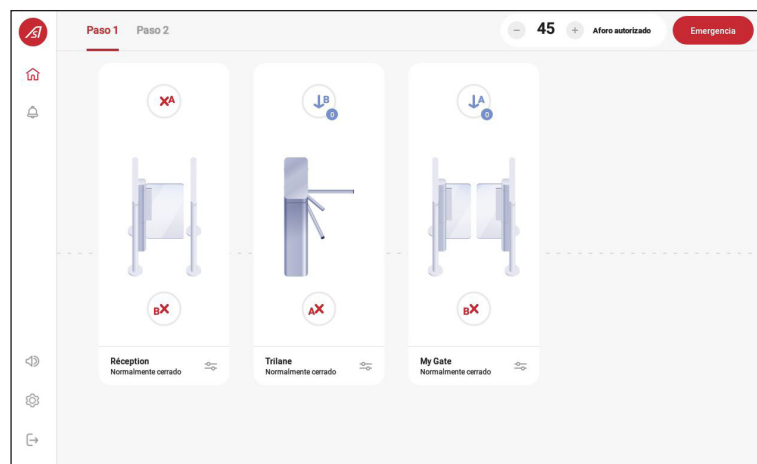 Paso 1
Paso 2
45
Aforo autorizado
Emergencia
A
B
0
A
0
B
A
B
Réception
Normalmente cerrado
Trilane
Normalmente cerrado
My Gate
Normalmente cerrado